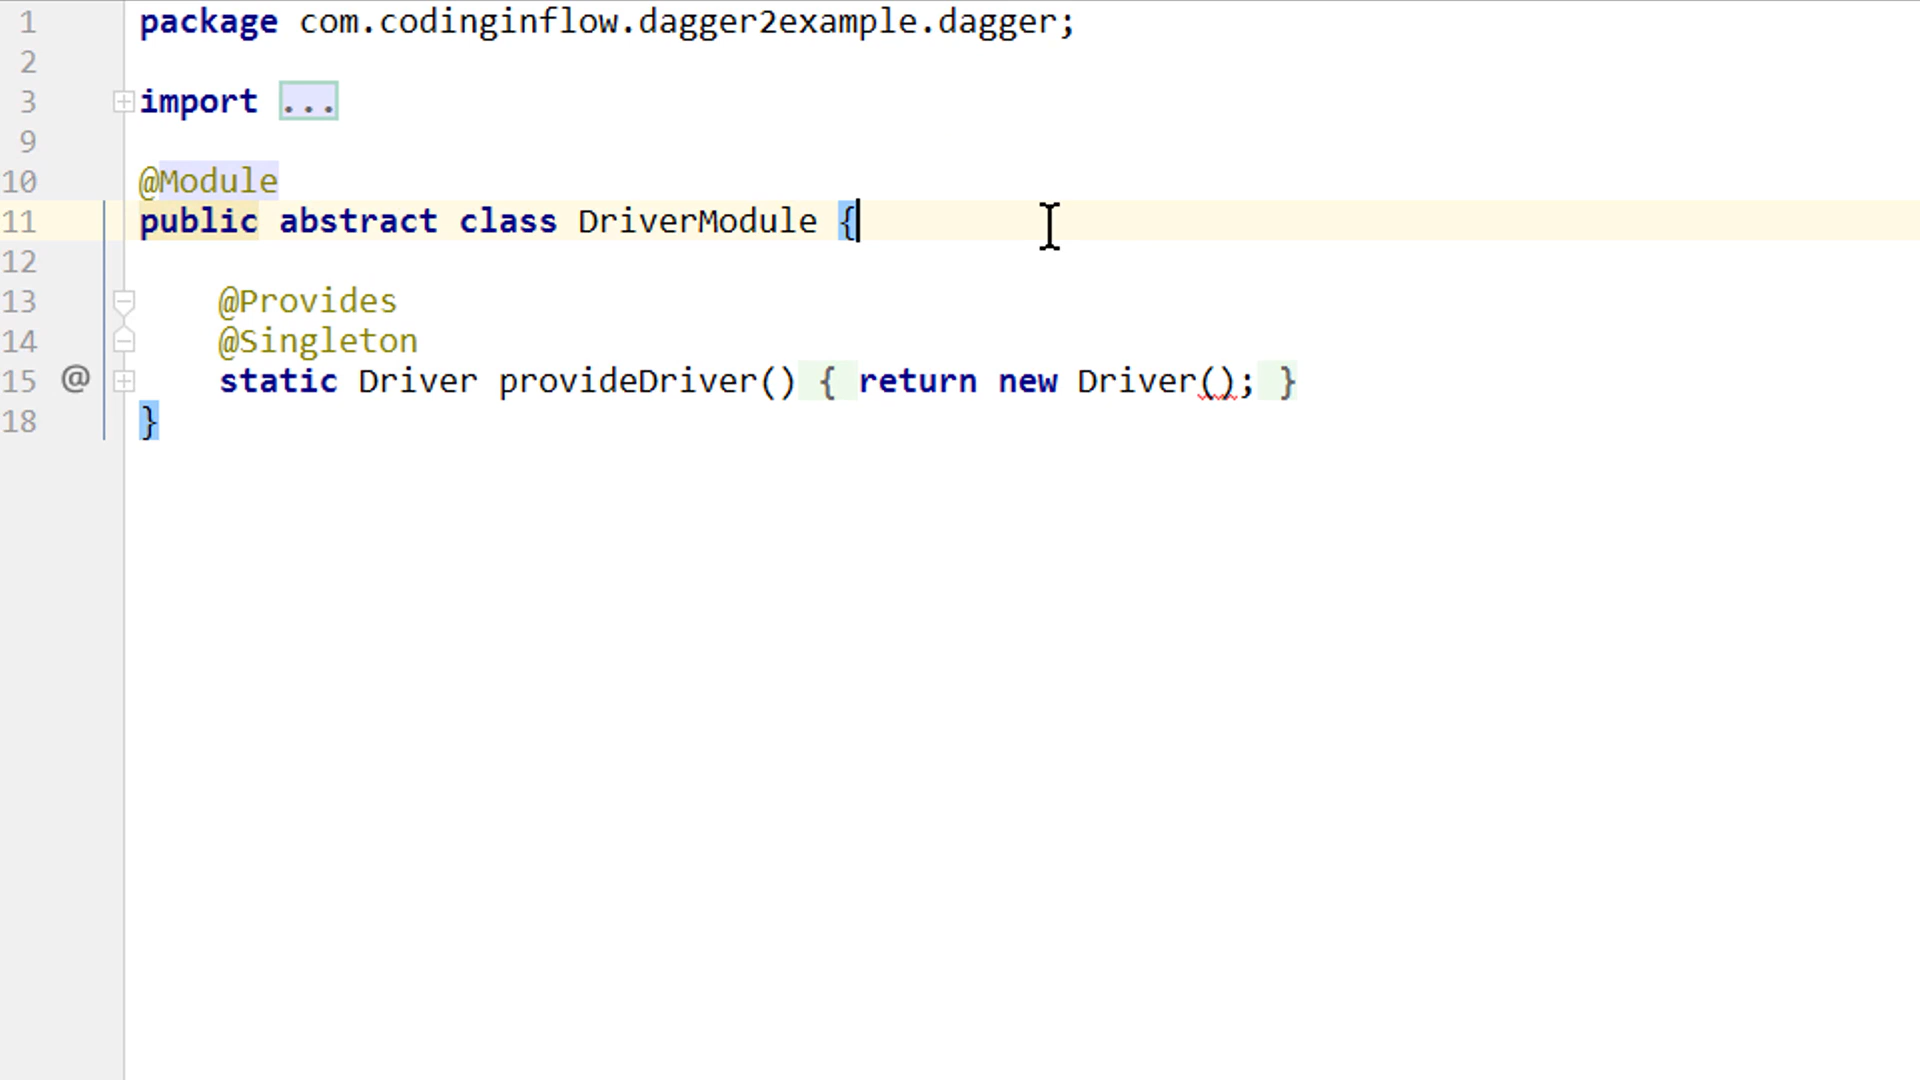 1 package com.codinginflow.dagger2example.dagger;
2
3 import ...
9
10 @Module
11 public abstract class DriverModule {
12
13 @Provides
14 @Singleton
15 @ static Driver provideDriver() { return new Driver(); }
18 }